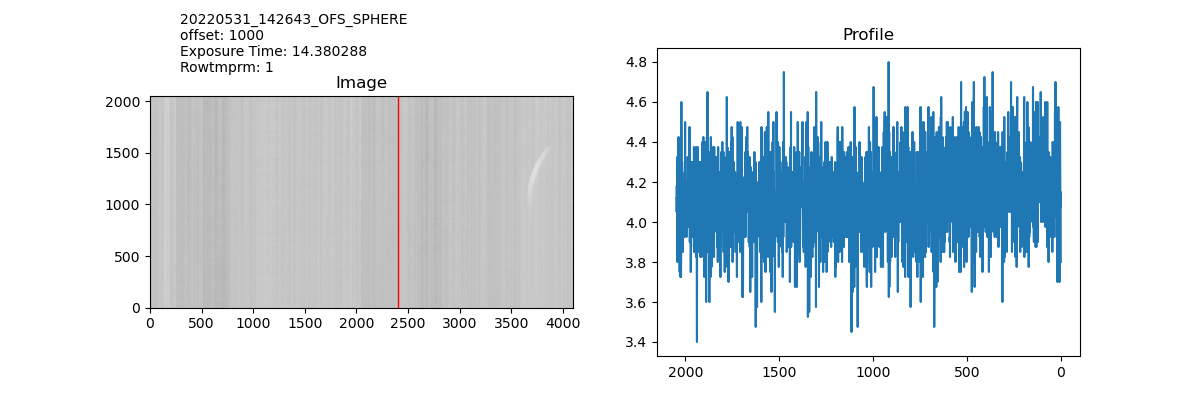 20220531_142643_OFS_SPHERE
offset: 1000
Exposure Time: 14.380288
Rowtmprm: 1
Image
2000
1500
1000
500
0
0 500 1000 1500 2000 2500 3000 3500 4000
Profile
4.8
4.6
4.4
4.2
4.0
3.8
3.6
3.4
2000 1500 1000 500 0